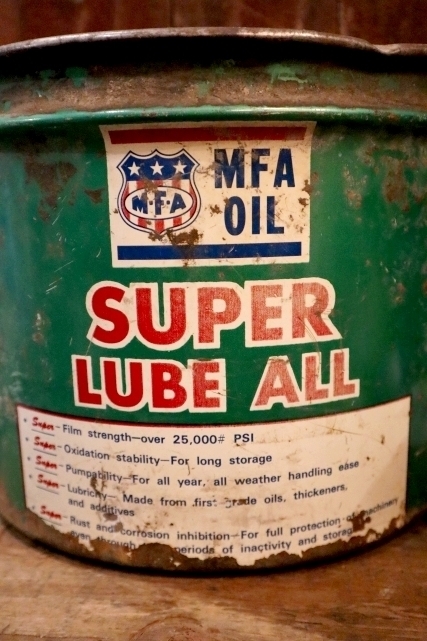 M·F·A
MFA
OIL
SUPER
LUBE ALL
Super-Film strength-over 25,000# PSI
Super-Oxidation stability-For long storage
Super-Pumpability-For all year, all weather handling ease
Super-Lubricity-Made from first grade oils, thickeners,
and additives
Super-Rust and corrosion inhibition-For full protection of machinery
even through periods of inactivity and storage